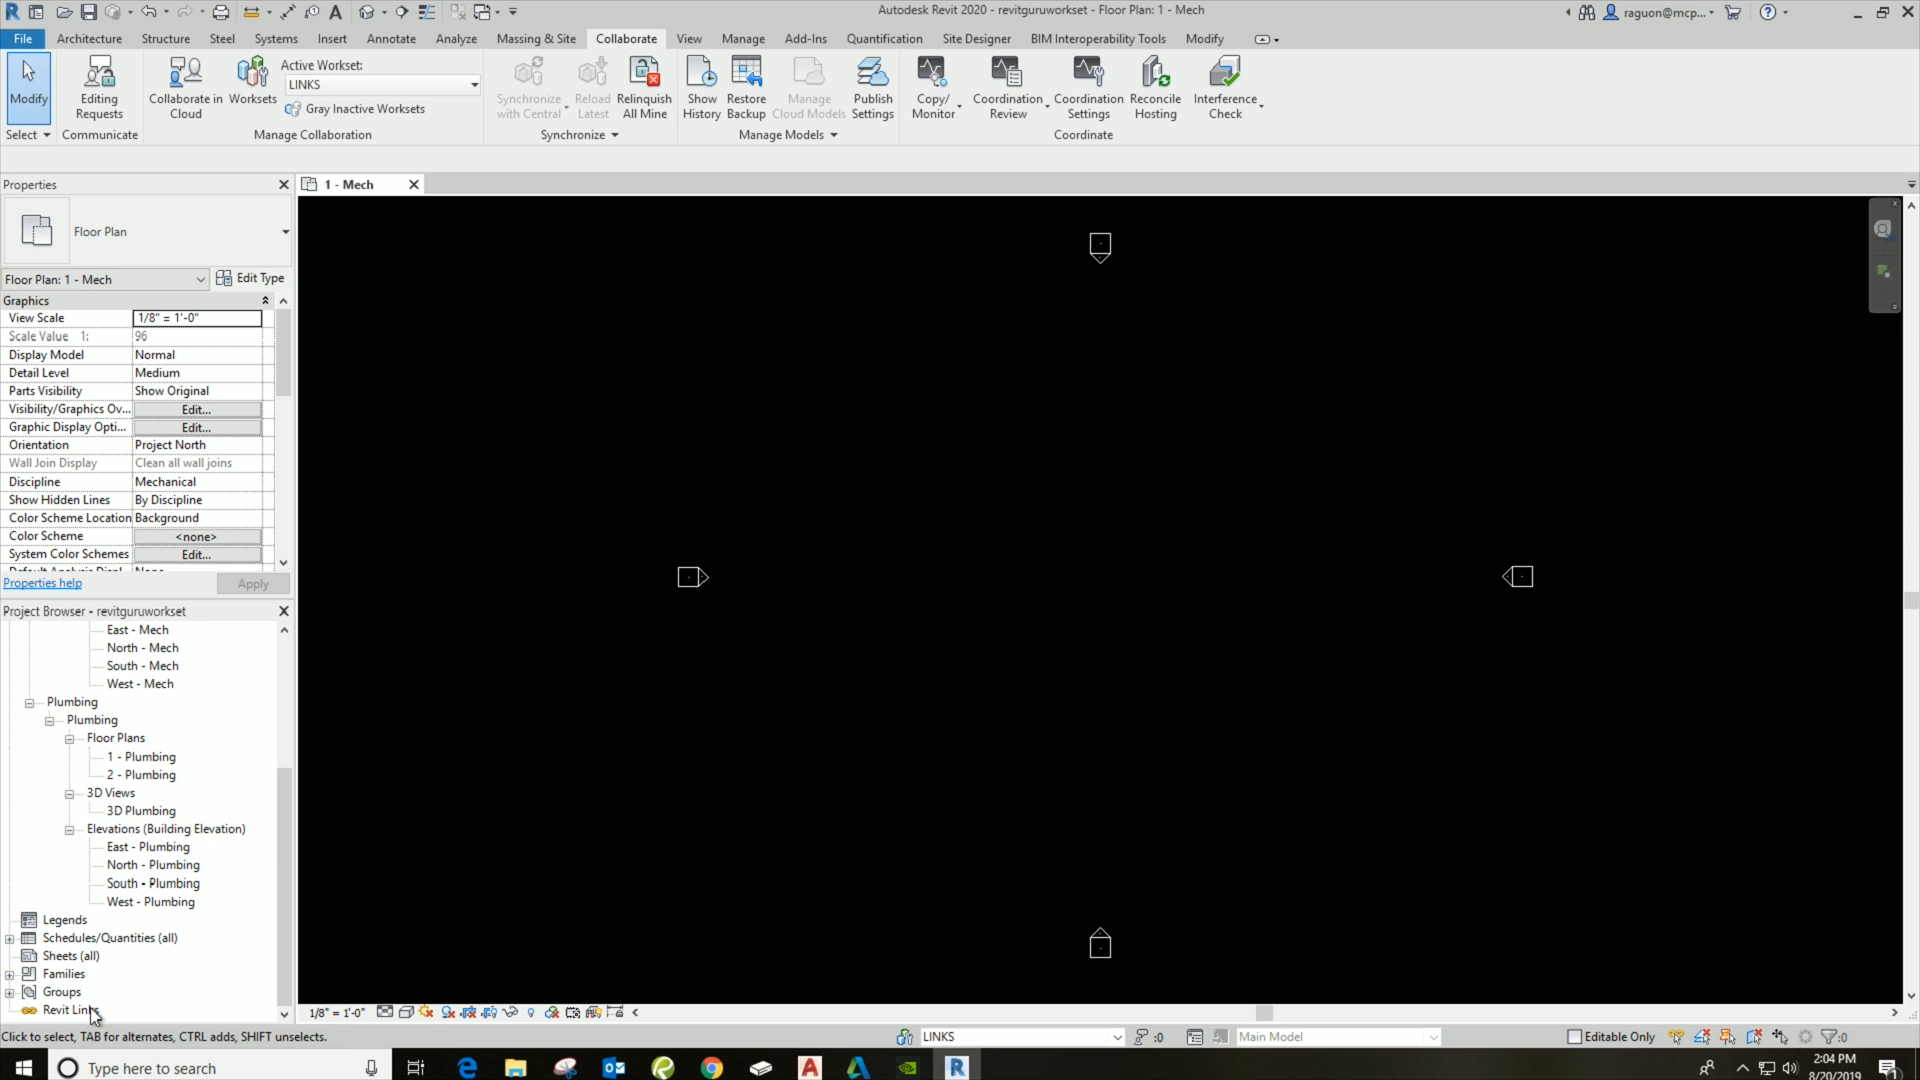 Autodesk Revit 2020 - revitguruworkset - Floor Plan: 1 - Mech
raguon@mcp...
File Architecture Structure Steel Systems Insert Annotate Analyze Massing & Site Collaborate View Manage Add-Ins Quantification Site Designer BIM Interoperability Tools Modify
Modify
Select
Editing Requests
Communicate
Collaborate in Cloud
Worksets
Active Workset:
LINKS
Gray Inactive Worksets
Manage Collaboration
Synchronize with Central
Reload Latest
Relinquish All Mine
Synchronize
Show History
Restore Backup
Manage Cloud Models
Publish Settings
Manage Models
Copy/ Monitor
Coordination Review
Coordination Settings
Reconcile Hosting
Interference Check
Coordinate
Properties
1 - Mech
Floor Plan
Floor Plan: 1 - Mech
Edit Type
Graphics
View Scale 1/8" = 1'-0"
Scale Value 1: 96
Display Model Normal
Detail Level Medium
Parts Visibility Show Original
Visibility/Graphics Ov... Edit...
Graphic Display Opti... Edit...
Orientation Project North
Wall Join Display Clean all wall joins
Discipline Mechanical
Show Hidden Lines By Discipline
Color Scheme Location Background
Color Scheme <none>
System Color Schemes Edit...
Properties help
Apply
Project Browser - revitguruworkset
East - Mech
North - Mech
South - Mech
West - Mech
Plumbing
Plumbing
Floor Plans
1 - Plumbing
2 - Plumbing
3D Views
3D Plumbing
Elevations (Building Elevation)
East - Plumbing
North - Plumbing
South - Plumbing
West - Plumbing
Legends
Schedules/Quantities (all)
Sheets (all)
Families
Groups
Revit Links
1/8" = 1'-0"
Click to select, TAB for alternates, CTRL adds, SHIFT unselects.
LINKS
:0
Main Model
Editable Only
:0
Type here to search
2:04 PM
8/20/2019